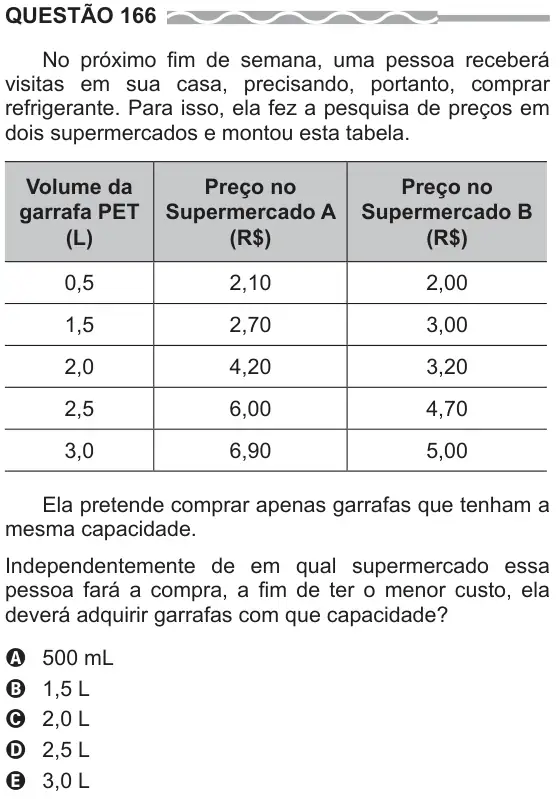 QUESTÃO 166
No próximo fim de semana, uma pessoa receberá
visitas em sua casa, precisando, portanto, comprar
refrigerante. Para isso, ela fez a pesquisa de preços em
dois supermercados e montou esta tabela.
Volume da garrafa PET (L) Preço no Supermercado A (R$) Preço no Supermercado B (R$)
0,5 2,10 2,00
1,5 2,70 3,00
2,0 4,20 3,20
2,5 6,00 4,70
3,0 6,90 5,00
Ela pretende comprar apenas garrafas que tenham a
mesma capacidade.
Independentemente de em qual supermercado essa
pessoa fará a compra, a fim de ter o menor custo, ela
deverá adquirir garrafas com que capacidade?
A 500 mL
B 1,5 L
C 2,0 L
D 2,5 L
E 3,0 L